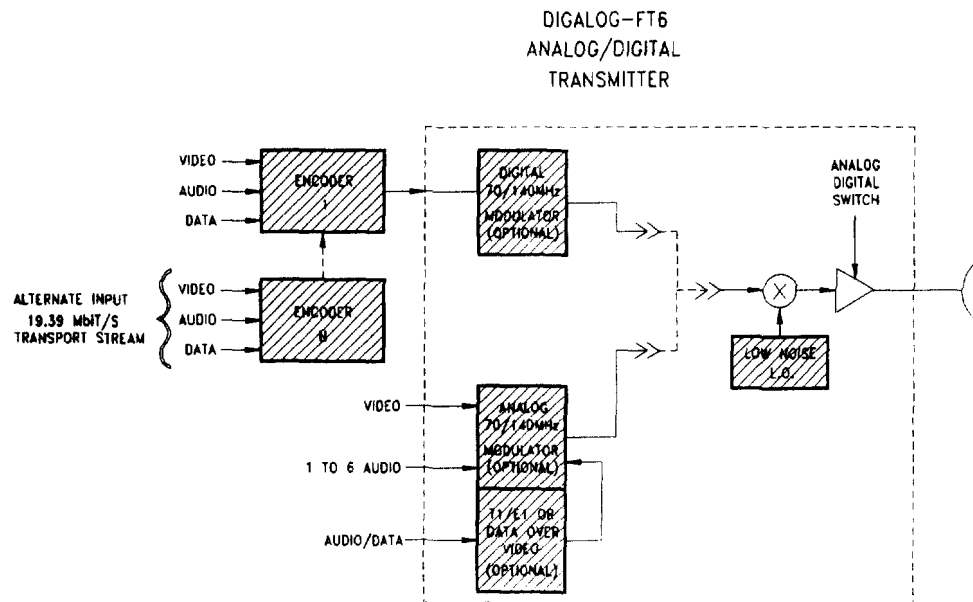 DIGALOG-FT6
ANALOG/DIGITAL
TRANSMITTER
VIDEO
AUDIO
DATA
ENCODER
1
DIGITAL
70/140MHz
MODULATOR
(OPTIONAL)
ANALOG
DIGITAL
SWITCH
ALTERNATE INPUT
19.39 MbIT/S
TRANSPORT STREAM
VIDEO
AUDIO
DATA
ENCODER
N
X
LOW NOISE
L.O.
VIDEO
1 TO 6 AUDIO
ANALOG
70/140MHz
MODULATOR
(OPTIONAL)
AUDIO/DATA
T1/E1 OR
DATA OVER
VIDEO
(OPTIONAL)